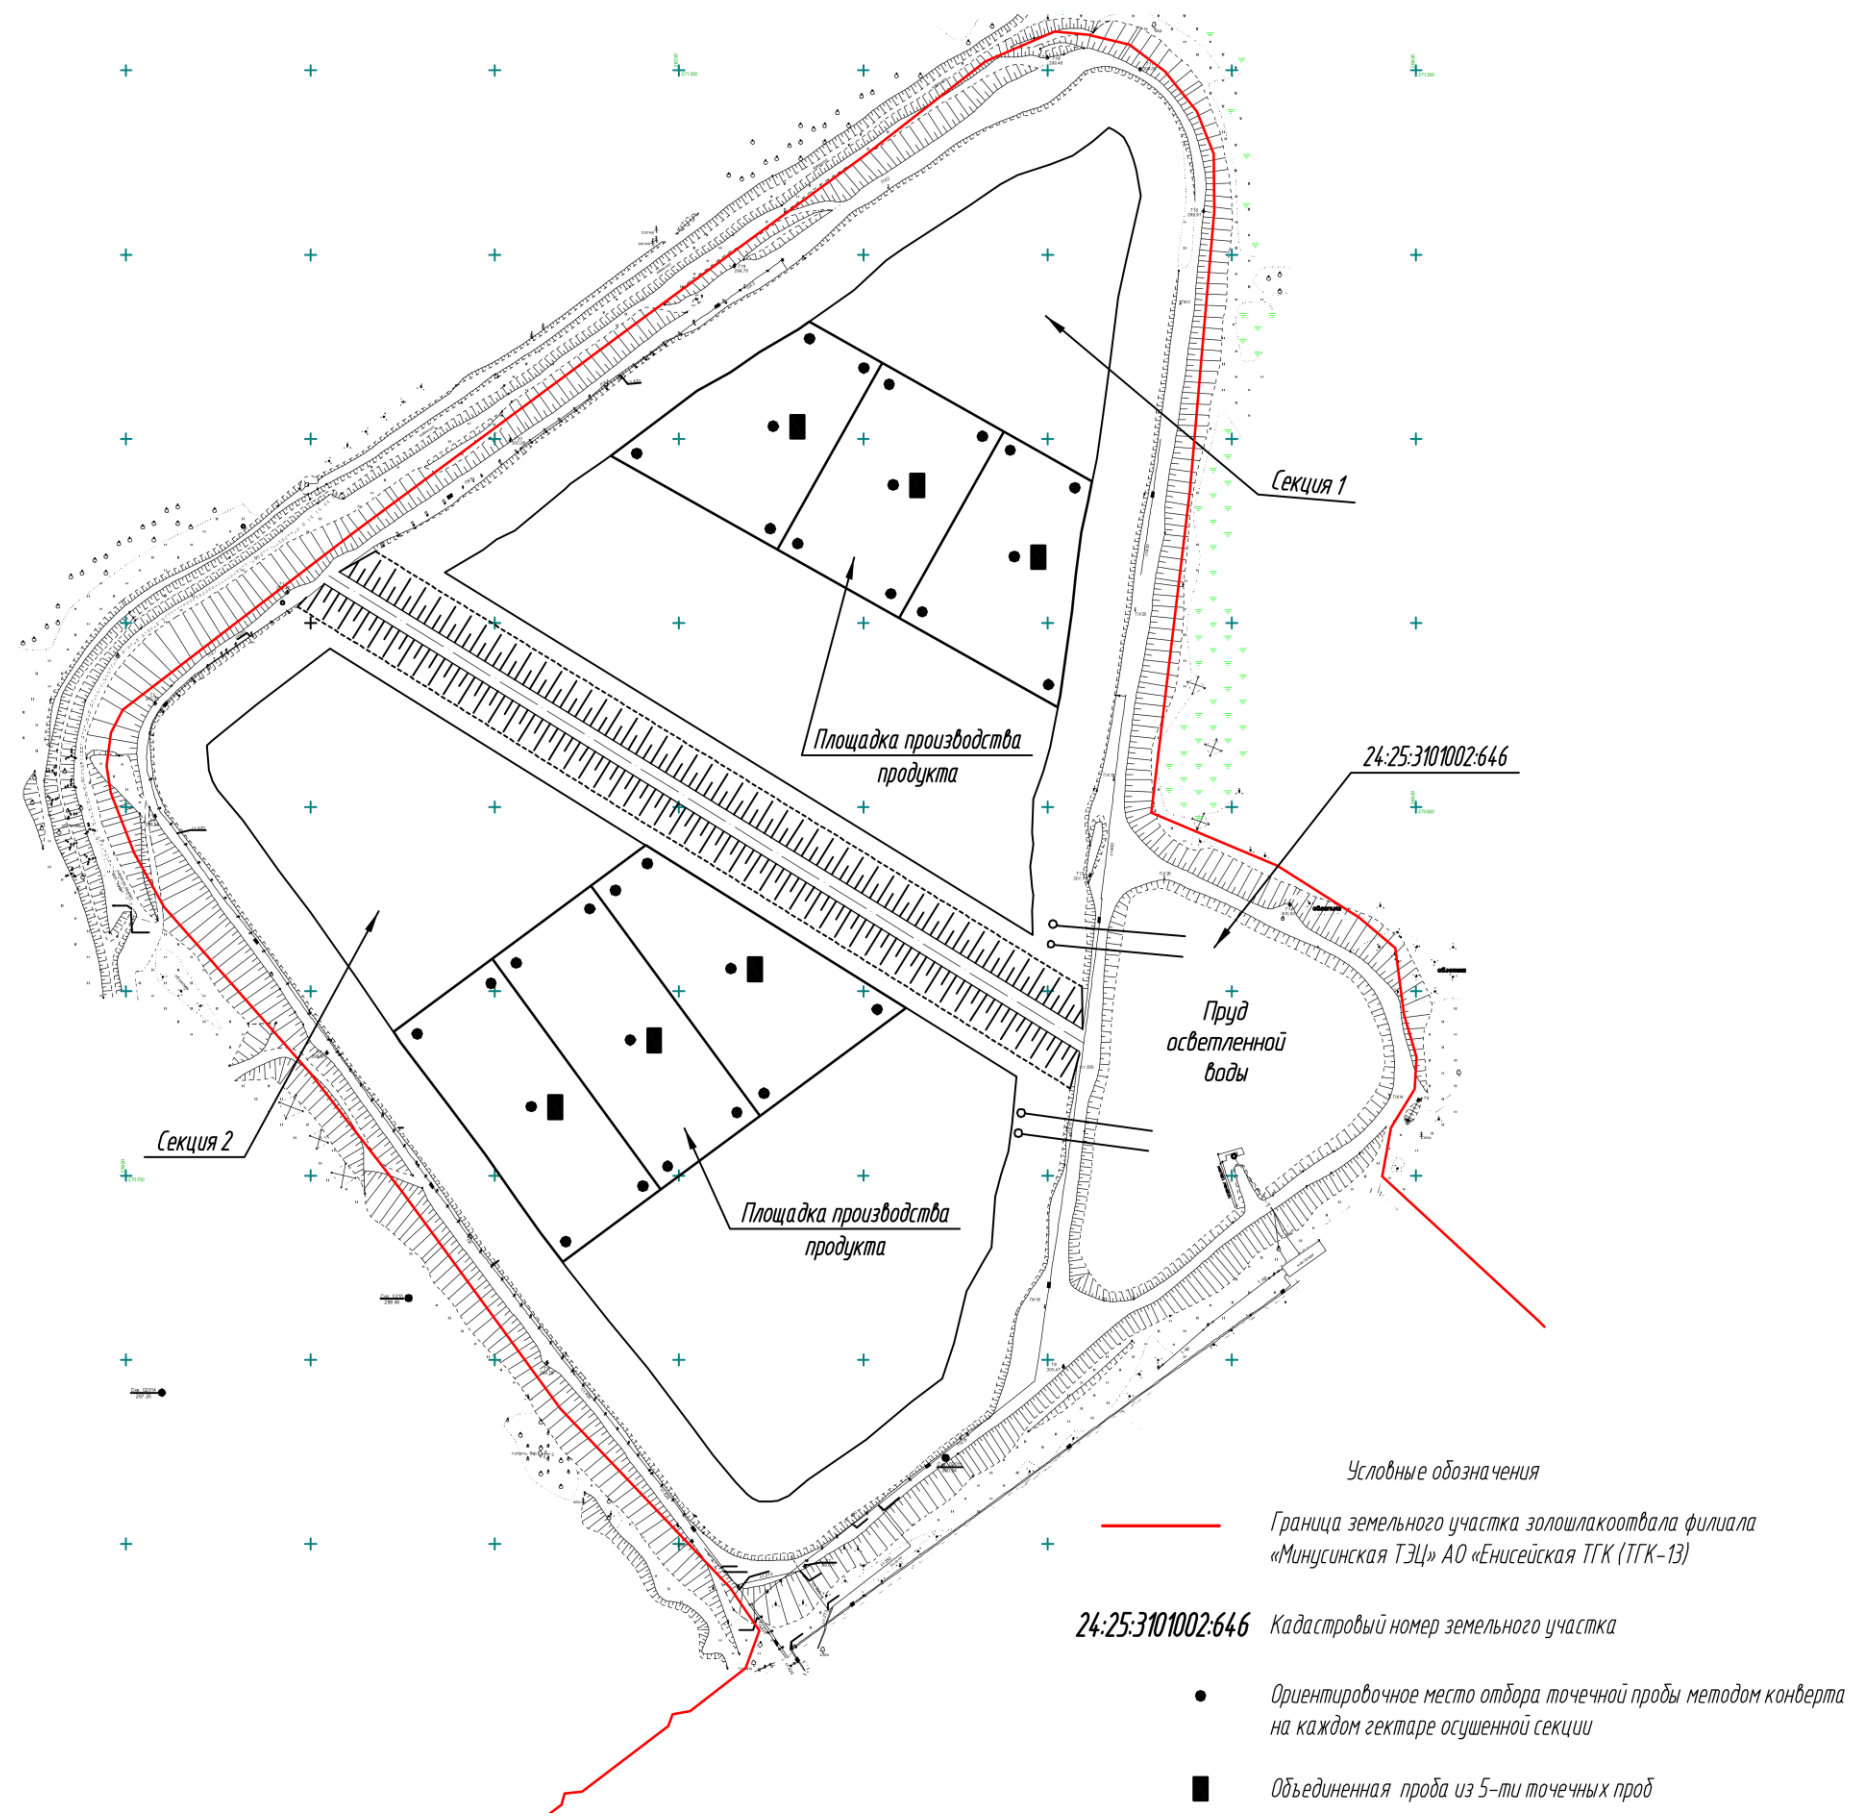 Секция 1
Площадка производства
продукта
24:25:3101002:646
Пруд
осветленной
воды
Секция 2
Площадка производства
продукта
Условные обозначения
Граница земельного участка золошлакоотвала филиала
«Минусинская ТЭЦ» АО «Енисейская ТГК (ТГК-13)
24:25:3101002:646 Кадастровый номер земельного участка
Ориентировочное место отбора точечной пробы методом конверта
на каждом гектаре осушенной секции
Объединенная проба из 5-ти точечных проб